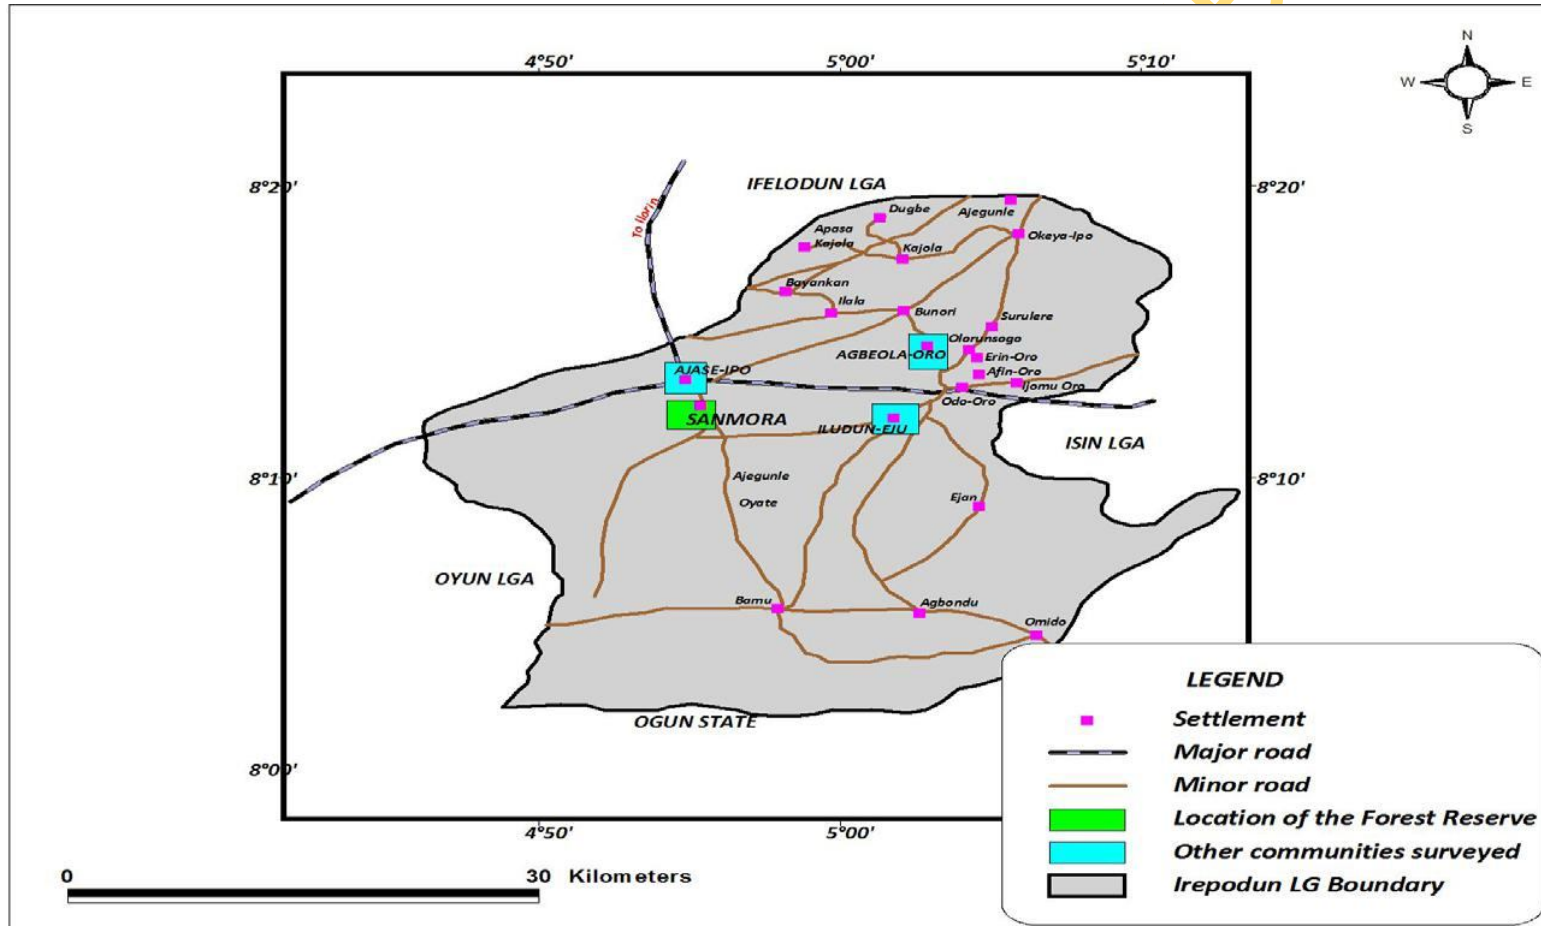 4°50'
5°00'
5°10'
N
W
E
S
8°20'
IFELODUN LGA
8°20'
To Ilorin
Dugbe
Ajegunle
Apasa
Kajola
Kajola
Okeya-Ipo
Bayankan
Ilala
Bunori
Surulere
Olorunsogo
AGBEOLA-ORO
Erin-Oro
AJASE-IPO
Afin-Oro
Ijomu Oro
Odo-Oro
SANMORA
ILUDUN-EJU
ISIN LGA
8°10'
Ajegunle
Oyate
Ejan
8°10'
OYUN LGA
Bamu
Agbondu
Omido
OGUN STATE
8°00'
4°50'
5°00'
0
30 Kilometers
LEGEND
Settlement
Major road
Minor road
Location of the Forest Reserve
Other communities surveyed
Irepodun LG Boundary